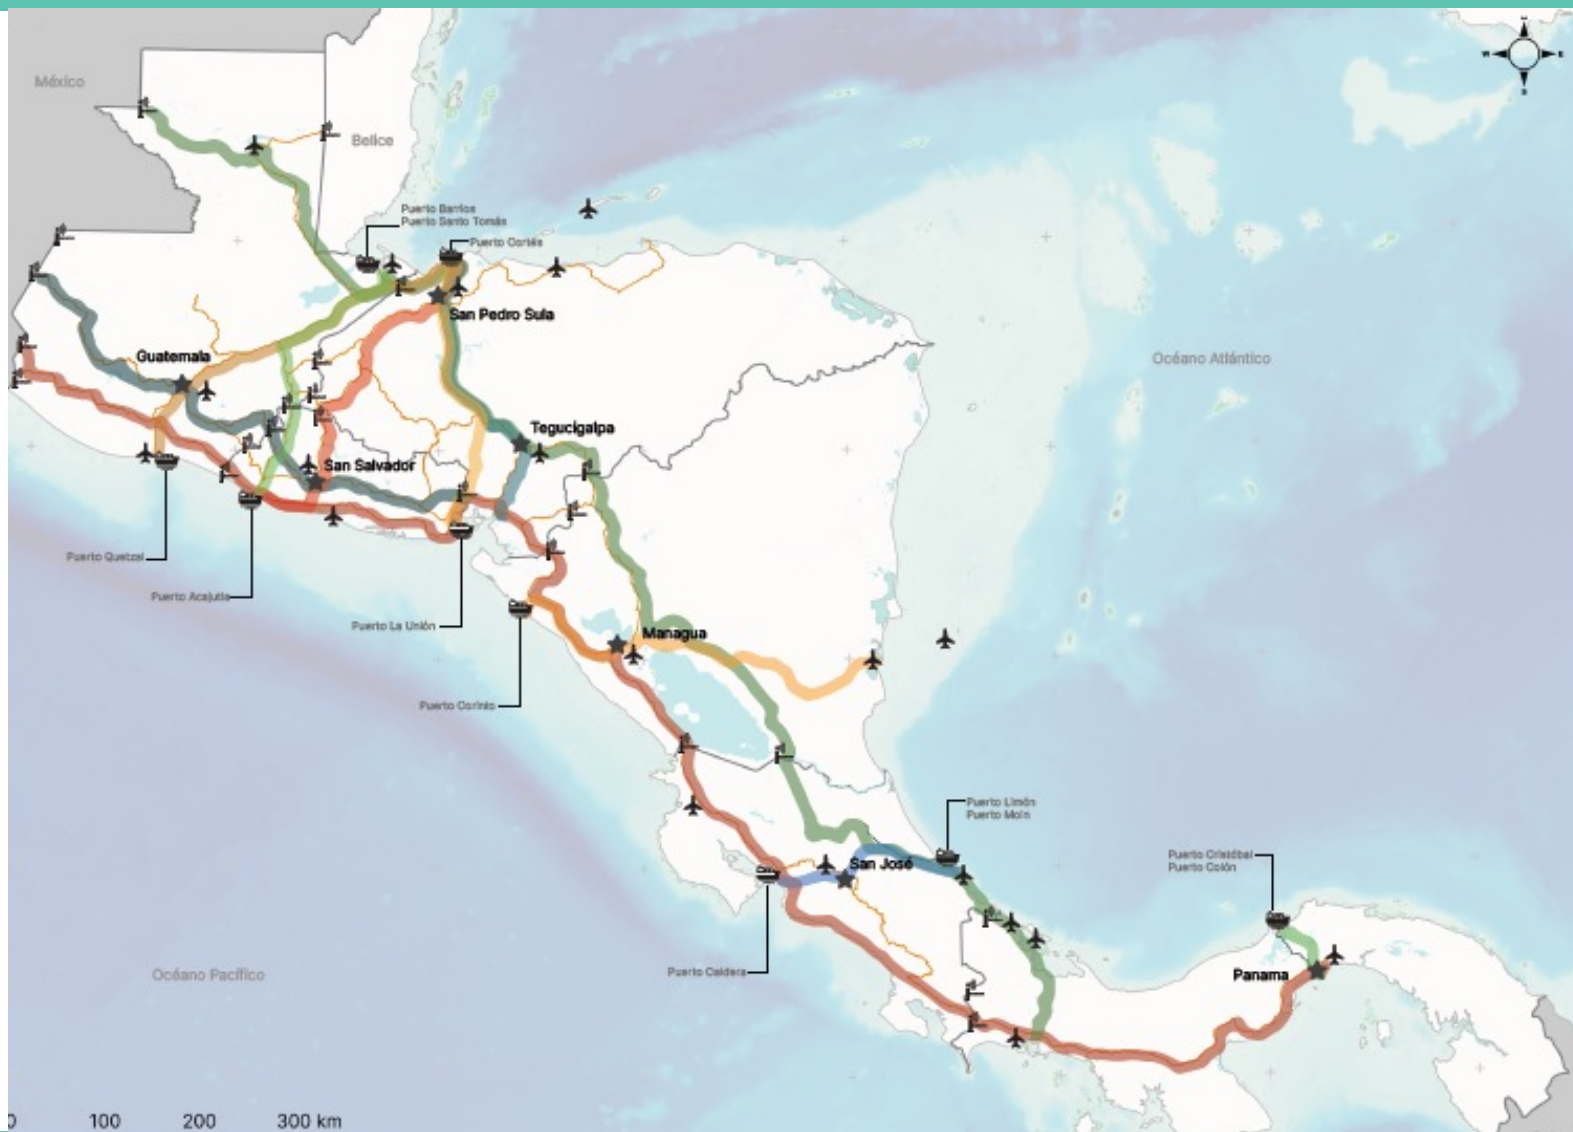 México
Belice
Puerto Barrios
Puerto Santo Tomás
Puerto Cortés
San Pedro Sula
Guatemala
Océano Atlántico
Tegucigalpa
San Salvador
Puerto Quetzal
Puerto Acajutla
Puerto La Unión
Managua
Puerto Corinto
Puerto Limón
Puerto Moín
San José
Puerto Cristóbal
Puerto Colón
Puerto Caldera
Océano Pacífico
Panama
0 100 200 300 km